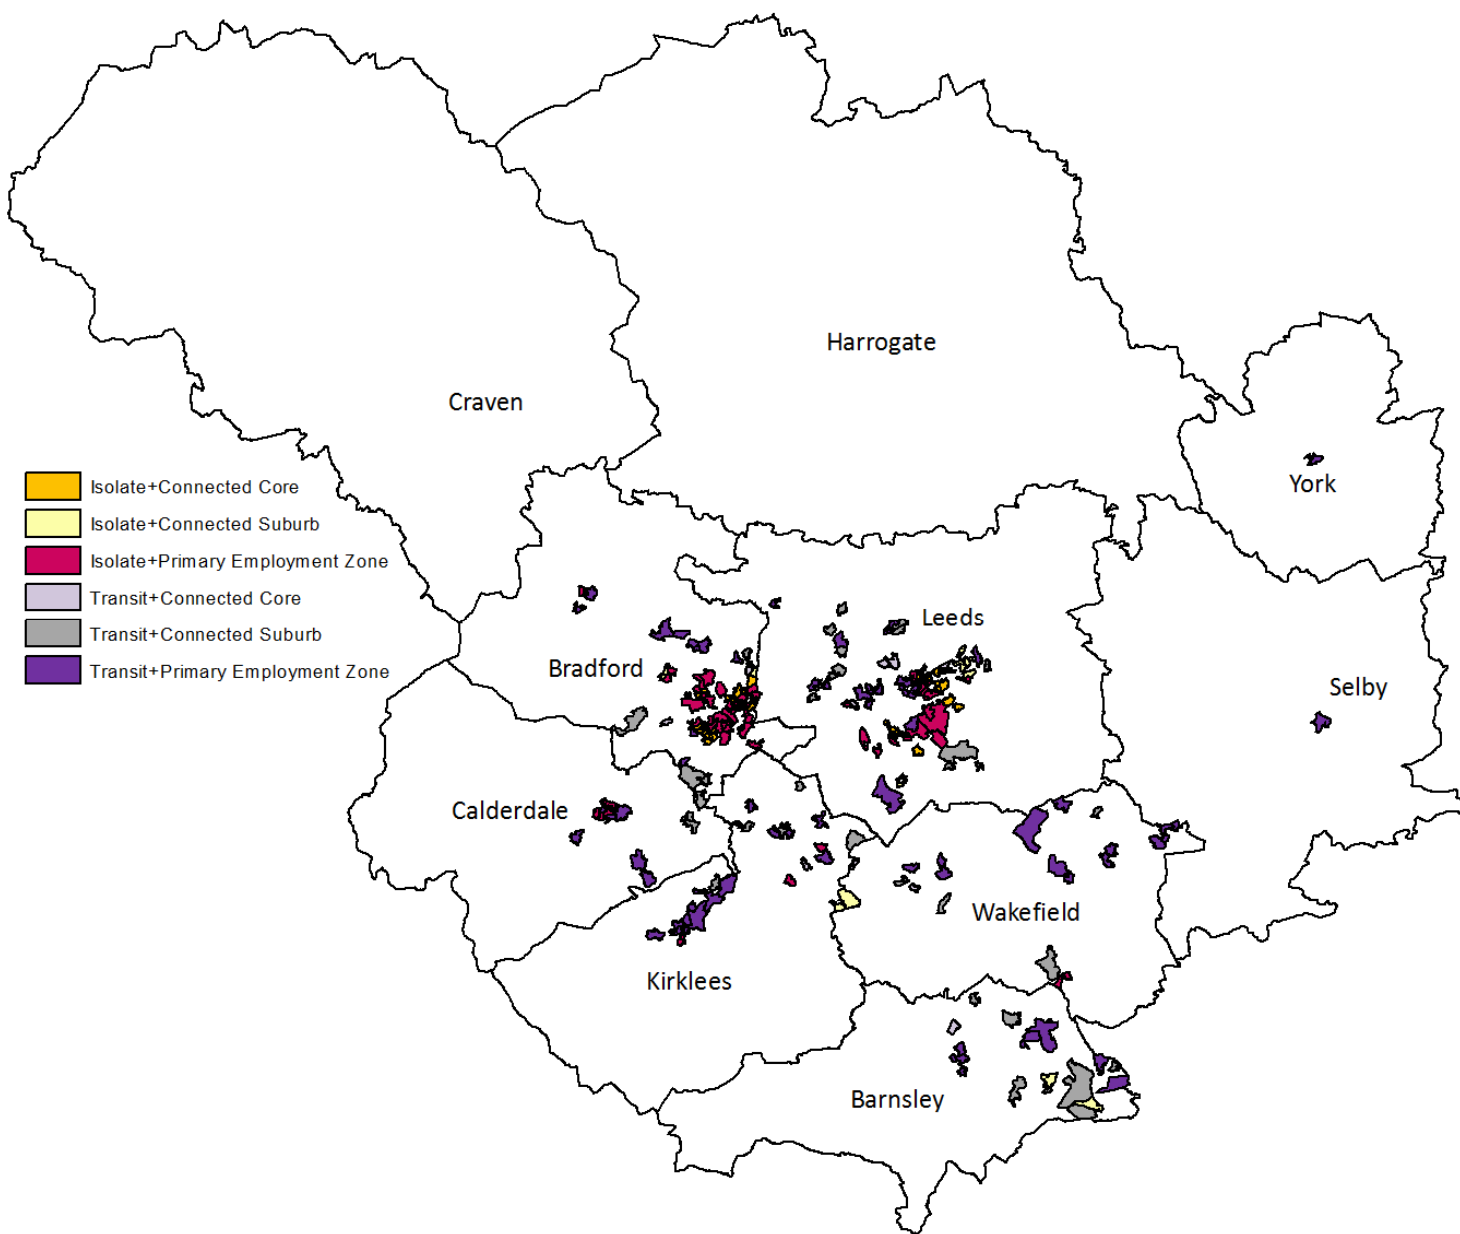 Harrogate
Craven
York
Isolate+Connected Core
Isolate+Connected Suburb
Isolate+Primary Employment Zone
Transit+Connected Core
Transit+Connected Suburb
Transit+Primary Employment Zone
Leeds
Bradford
Selby
Calderdale
Wakefield
Kirklees
Barnsley